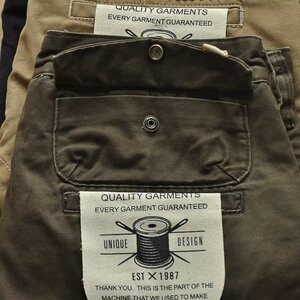 QUALITY GARMENTS
EVERY GARMENT GUARANTEED
QUALITY GARMENTS
EVERY GARMENT GUARANTEED
UNIQUE DESIGN
EST X 1987
THANK YOU. THIS IS THE PART OF THE
MACHINE THAT WE USED TO MAKE